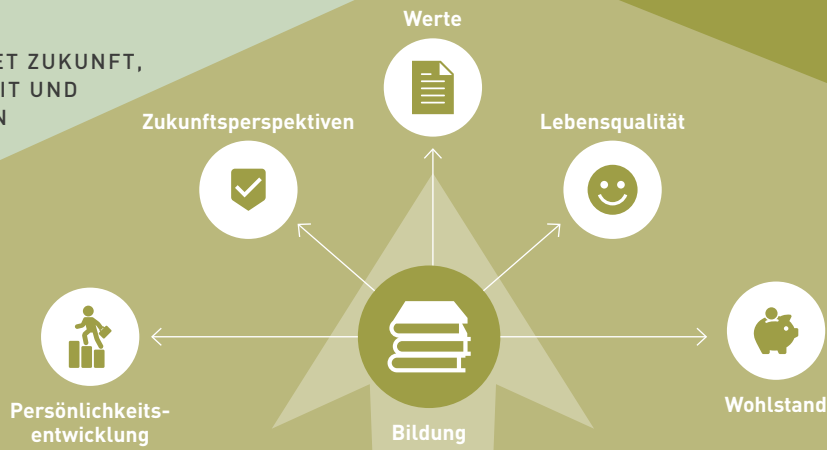 ET ZUKUNFT,
IT UND
N
Werte
Zukunftsperspektiven
Lebensqualität
Persönlichkeits-
entwicklung
Bildung
Wohlstand